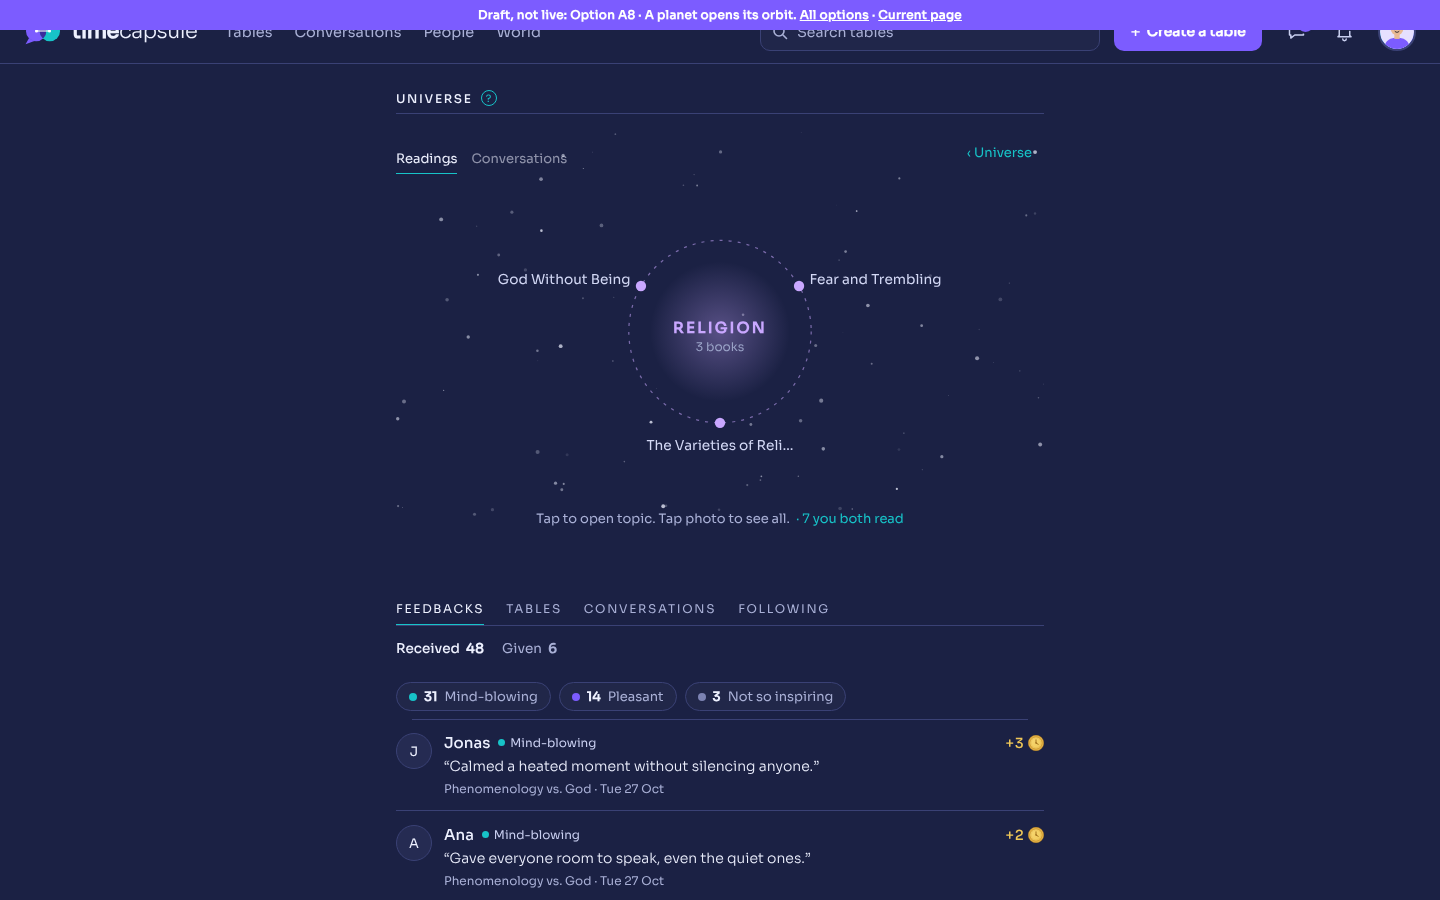 Draft, not live: Option A8 · A planet opens its orbit. All options · Current page
timecapsule Tables Conversations People World Search tables + Create a table
UNIVERSE ?
Readings Conversations ‹ Universe
God Without Being Fear and Trembling
RELIGION
3 books
The Varieties of Reli...
Tap to open topic. Tap photo to see all. · 7 you both read
FEEDBACKS TABLES CONVERSATIONS FOLLOWING
Received 48 Given 6
31 Mind-blowing 14 Pleasant 3 Not so inspiring
J Jonas Mind-blowing +3
“Calmed a heated moment without silencing anyone.”
Phenomenology vs. God · Tue 27 Oct
A Ana Mind-blowing +2
“Gave everyone room to speak, even the quiet ones.”
Phenomenology vs. God · Tue 27 Oct